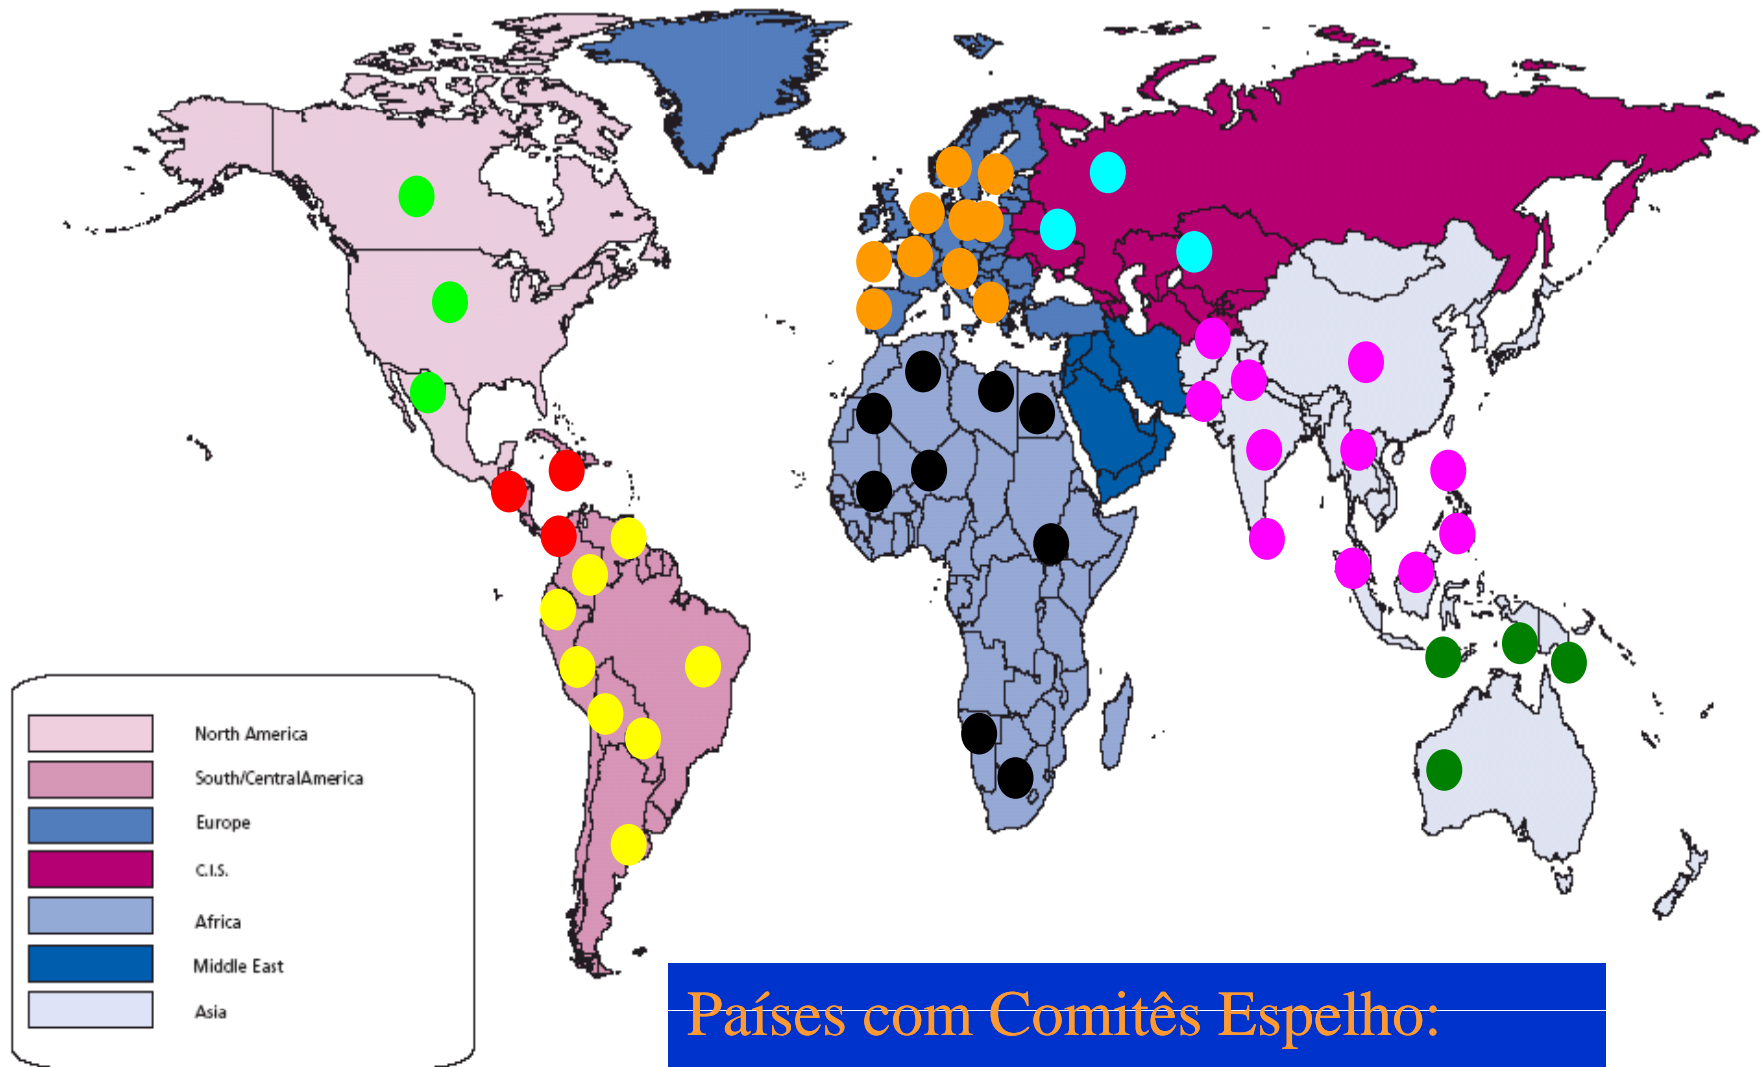 North America
South/CentralAmerica
Europe
C.I.S.
Africa
Middle East
Asia
Países com Comitês Espelho: